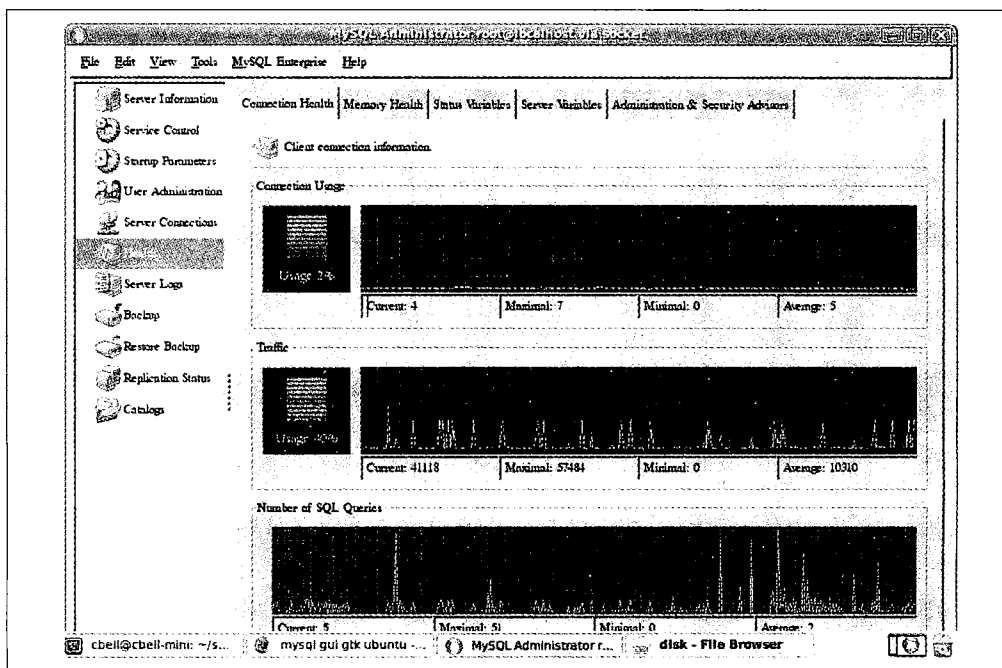 MySQL Administrator root@localhost via socket
File Edit View Tools MySQL Enterprise Help
Server Information
Service Control
Startup Parameters
User Administration
Server Connections
Server Logs
Backup
Restore Backup
Replication Status
Catalogs
Connection Health Memory Health Status Variables Server Variables Administration & Security Advisors
Client connection information.
Connection Usage
Usage 2%
Current: 4 Maximal: 7 Minimal: 0 Average: 5
Traffic
Usage 40%
Current: 41118 Maximal: 57484 Minimal: 0 Average: 10310
Number of SQL Queries
Current: 5 Maximal: 51 Minimal: 0 Average: ?
cbell@cbell-mini: ~/s... mysql gui gtk ubuntu -... MySQL Administrator r... disk - File Browser